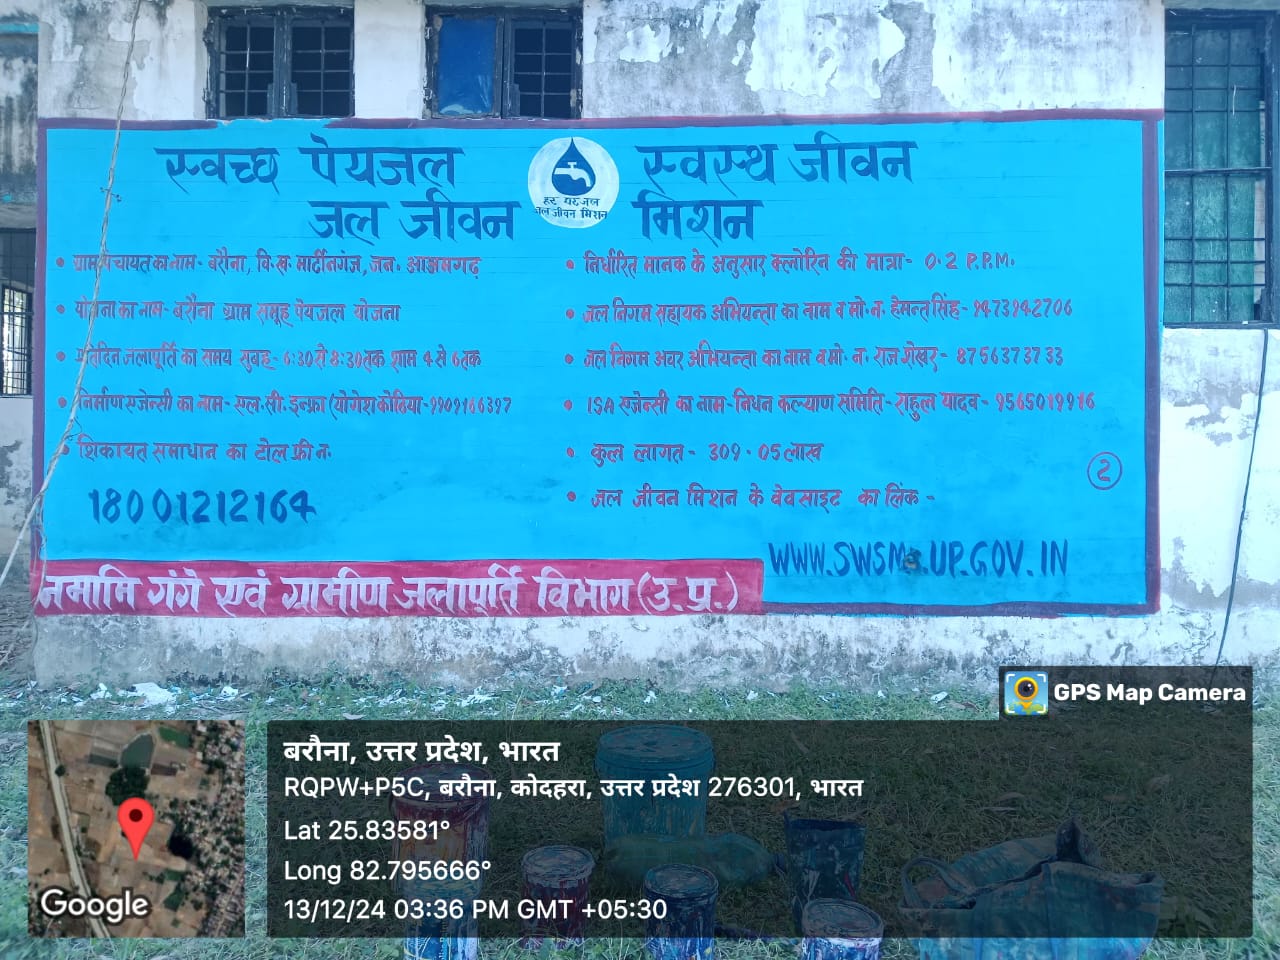 स्वच्छ पेयजल स्वस्थ जीवन
जल जीवन मिशन
हर घर जल
जल जीवन मिशन
• ग्राम पंचायत का नाम- बरौना, वि.ख. मार्टीनगंज, जन. आजमगढ़
• योजना का नाम- बरौना ग्राम समूह पेयजल योजना
• प्रतिदिन जलापूर्ति का समय सुबह- 6:30 से 8:30 तक शाम 4 से 6 तक
• निर्माण एजेन्सी का नाम- एल.सी. इन्फ्रा (योगेश कोठिया-9909166397
• शिकायत समाधान का टोल फ्री न.
18001212164
• निर्धारित मानक के अनुसार क्लोरिन की मात्रा- 0.2 P.P.M.
• जल निगम सहायक अभियन्ता का नाम व मो. न. हेमन्त सिंह- 9473942706
• जल निगम अवर अभियन्ता का नाम व मो. न. राज शेखर- 8756373733
• ISA एजेन्सी का नाम- निधन कल्याण समिति- राहुल यादव- 9565019916
• कुल लागत- 309.05 लाख
• जल जीवन मिशन के वेवसाइट का लिंक -
2
WWW.SWSM.UP.GOV.IN
नमामि गंगे एवं ग्रामीण जलापूर्ति विभाग (उ.प्र.)
GPS Map Camera
बरौना, उत्तर प्रदेश, भारत
RQPW+P5C, बरौना, कोदहरा, उत्तर प्रदेश 276301, भारत
Lat 25.83581°
Long 82.795666°
13/12/24 03:36 PM GMT +05:30
Google